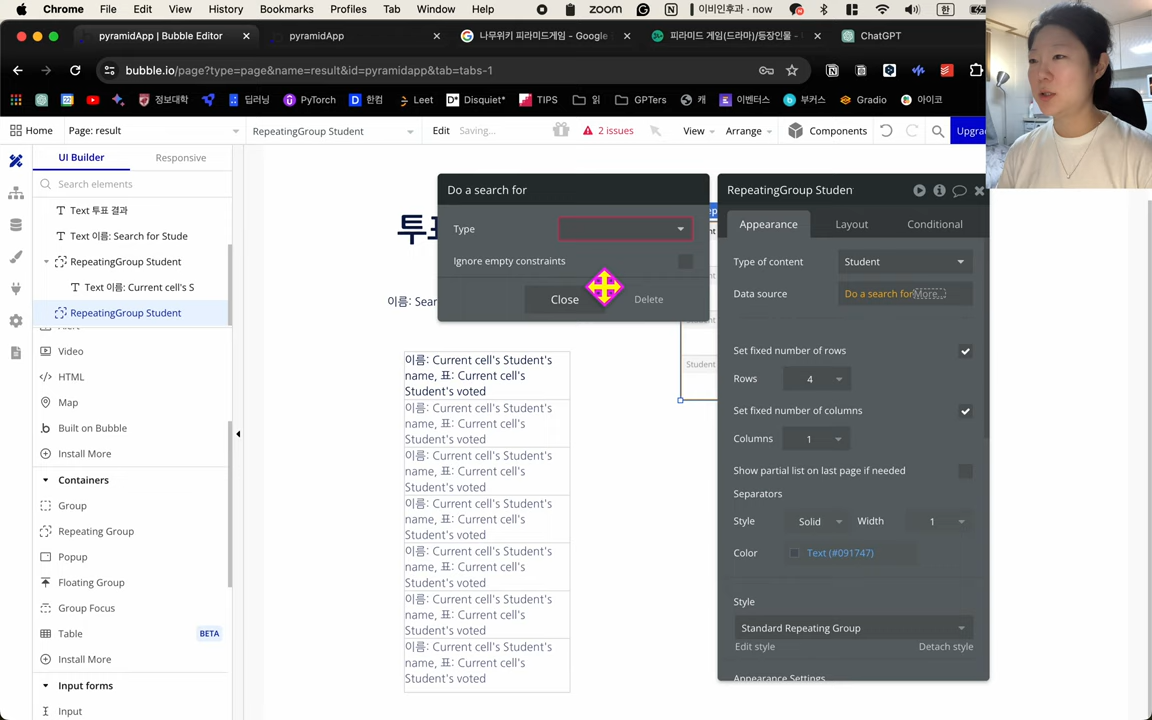 Chrome File Edit View History Bookmarks Profiles Tab Window Help zoom N 이비인후과 · now 한
pyramidApp | Bubble Editor
pyramidApp
나무위키 피라미드게임 - Google
피라미드 게임(드라마)/등장인물 -
ChatGPT
bubble.io/page?type=page&name=result&id=pyramidapp&tab=tabs-1
정보대학 딥러닝 PyTorch 한컴 Leet Disquiet* TIPS 읽 GPTers 캐 이벤터스 부커스 Gradio 아이코
Home Page: result RepeatingGroup Student Edit Saving... 2 issues View Arrange Components Upgra
UI Builder Responsive
Search elements
Text 투표 결과
Text 이름: Search for Stude
RepeatingGroup Student
Text 이름: Current cell's S
RepeatingGroup Student
Video
HTML
Map
Built on Bubble
Install More
Containers
Group
Repeating Group
Popup
Floating Group
Group Focus
Table BETA
Install More
Input forms
Input
이름: Sear
이름: Current cell's Student's
name, 표: Current cell's
Student's voted
이름: Current cell's Student's
name, 표: Current cell's
Student's voted
이름: Current cell's Student's
name, 표: Current cell's
Student's voted
이름: Current cell's Student's
name, 표: Current cell's
Student's voted
이름: Current cell's Student's
name, 표: Current cell's
Student's voted
이름: Current cell's Student's
name, 표: Current cell's
Student's voted
이름: Current cell's Student's
name, 표: Current cell's
Student's voted
Do a search for
Type
Ignore empty constraints
Close Delete
Student
RepeatingGroup Studen
Appearance Layout Conditional
Type of content Student
Data source Do a search for More...
Set fixed number of rows
Rows 4
Set fixed number of columns
Columns 1
Show partial list on last page if needed
Separators
Style Solid Width 1
Color Text (#091747)
Style
Standard Repeating Group
Edit style Detach style
Appearance Settings